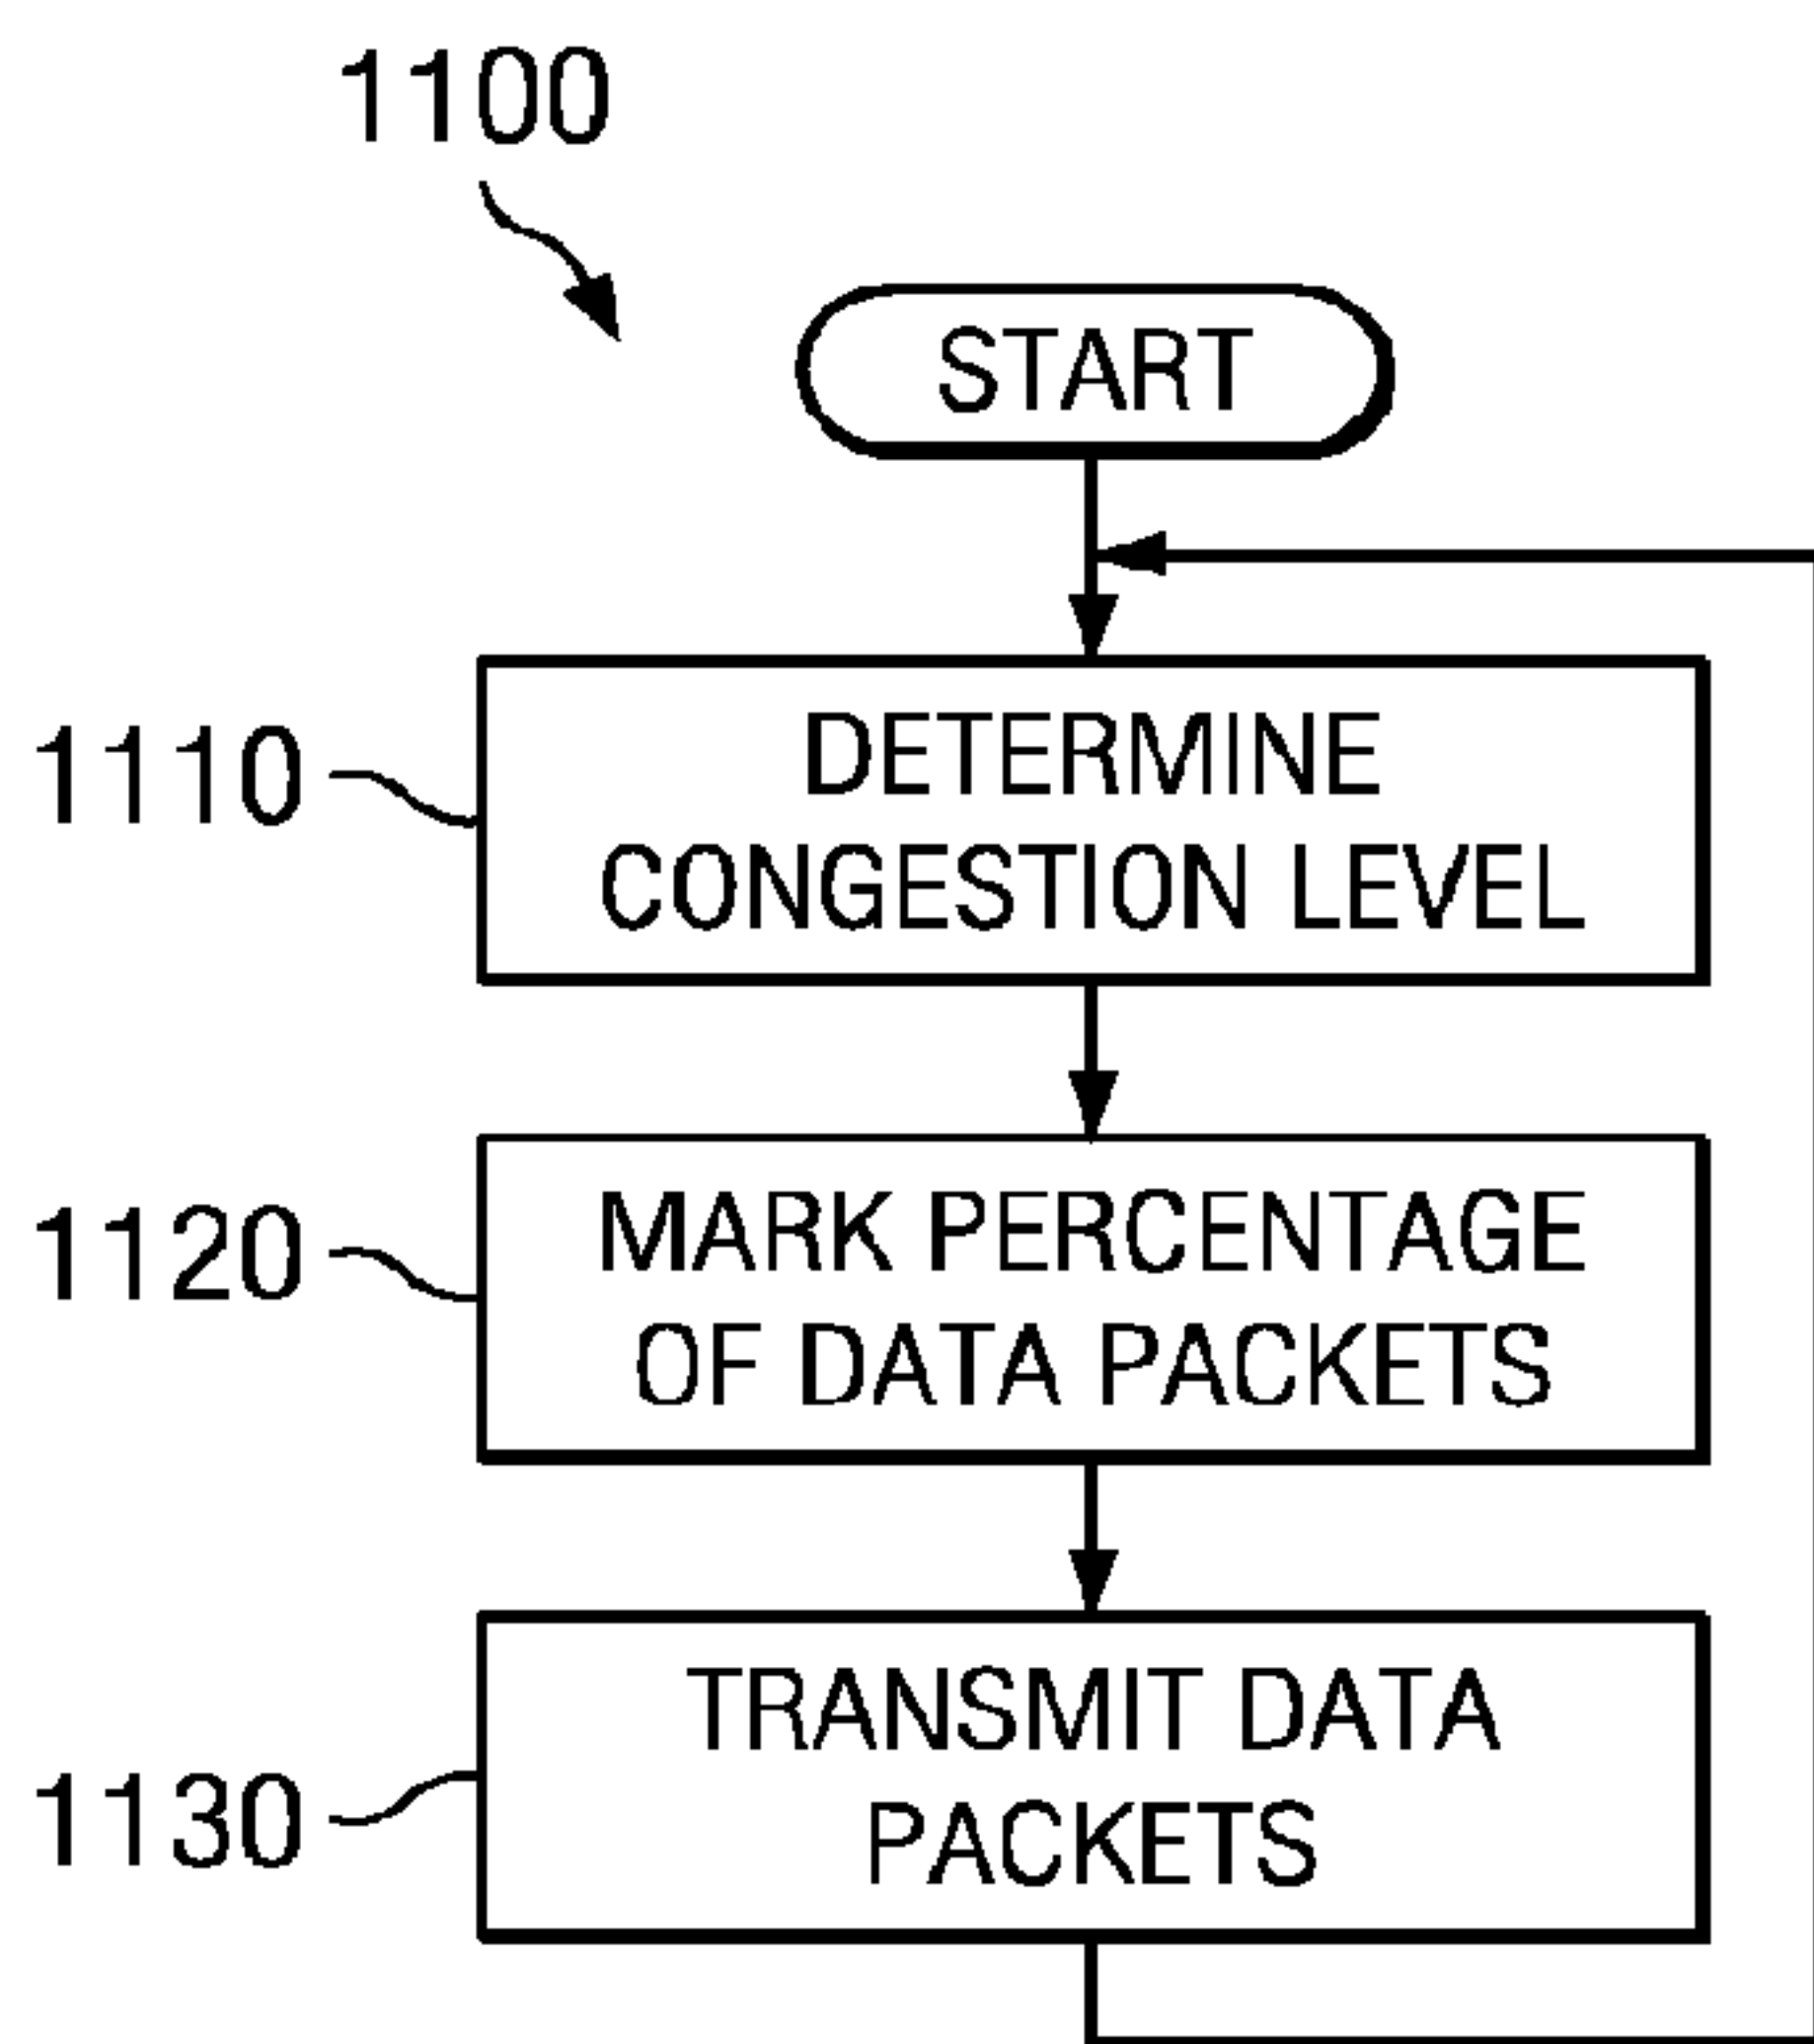 1100
START
1110
DETERMINE
CONGESTION LEVEL
1120
MARK PERCENTAGE
OF DATA PACKETS
1130
TRANSMIT DATA
PACKETS